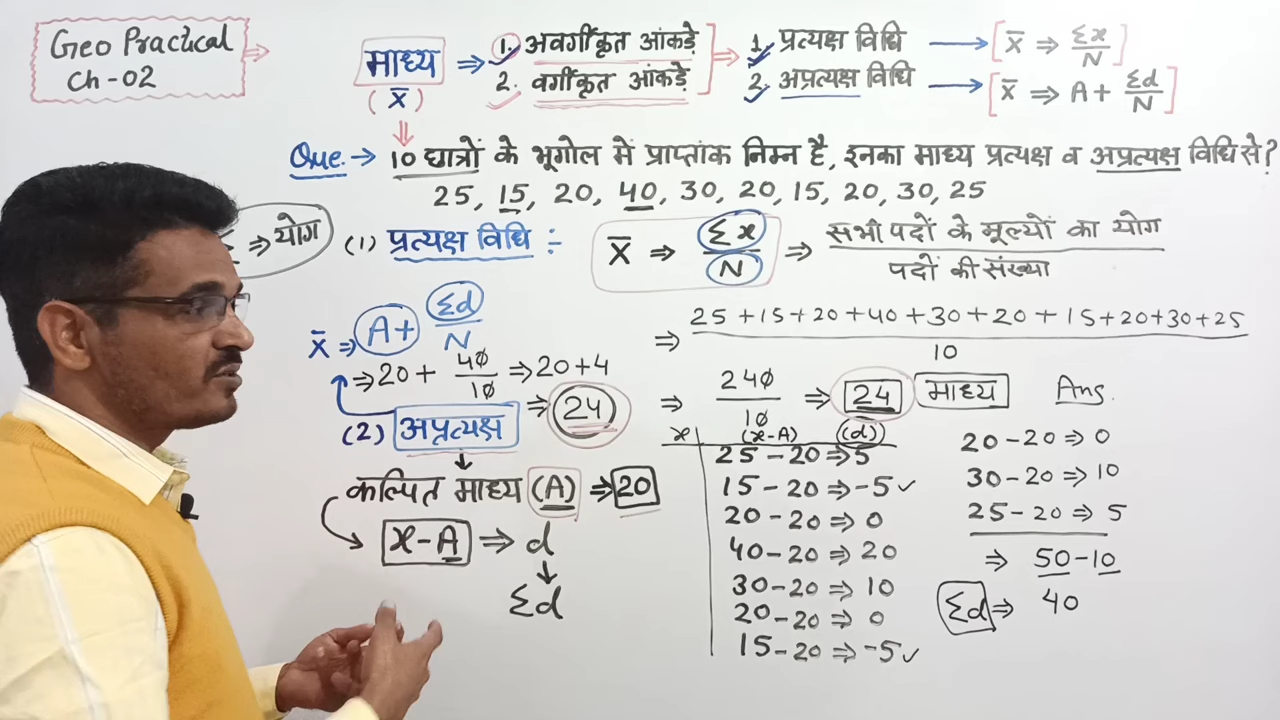 Geo Practical
Ch-02
माध्य
(x̄)
1. अवर्गीकृत आंकड़े
2. वर्गीकृत आंकड़े
1. प्रत्यक्ष विधि → [x̄ ⇒ Σx/N]
2. अप्रत्यक्ष विधि → [x̄ ⇒ A + Σd/N]
Que. → 10 छात्रों के भूगोल में प्राप्तांक निम्न है, इनका माध्य प्रत्यक्ष व अप्रत्यक्ष विधि से?
25, 15, 20, 40, 30, 20, 15, 20, 30, 25
⇒ योग
(1) प्रत्यक्ष विधि :-
x̄ ⇒ Σx/N ⇒ सभी पदों के मूल्यों का योग
पदों की संख्या
⇒ 25+15+20+40+30+20+15+20+30+25
10
⇒ 240/10 ⇒ 24 माध्य Ans.
x̄ ⇒ A + Σd/N
⇒ 20 + 40/10 ⇒ 20+4
⇒ 24
(2) अप्रत्यक्ष
कल्पित माध्य (A) ⇒ 20
x-A ⇒ d
Σd
x (x-A) (d)
25-20 ⇒ 5
15-20 ⇒ -5
20-20 ⇒ 0
40-20 ⇒ 20
30-20 ⇒ 10
20-20 ⇒ 0
15-20 ⇒ -5
20-20 ⇒ 0
30-20 ⇒ 10
25-20 ⇒ 5
⇒ 50-10
Σd ⇒ 40